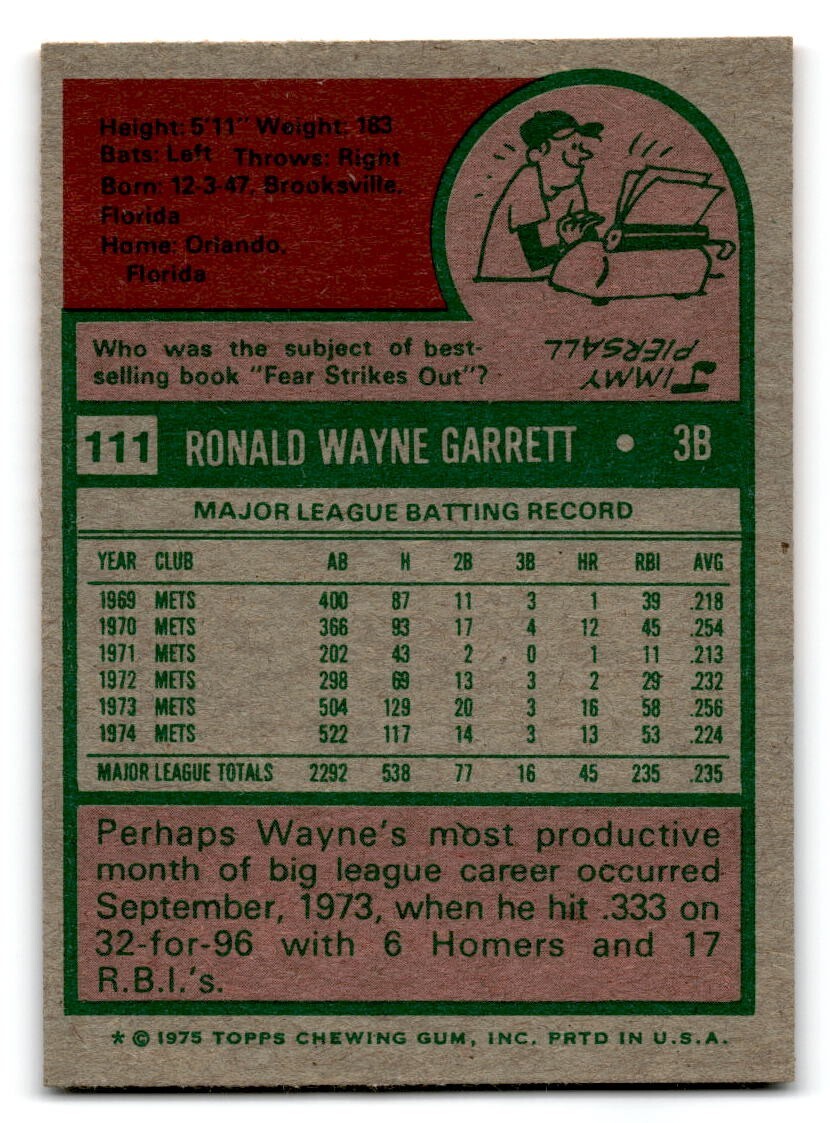 Height: 5'11" Weight: 183
Bats: Left Throws: Right
Born: 12-3-47, Brooksville,
Florida
Home: Orlando,
Florida
Who was the subject of best-
selling book "Fear Strikes Out"?
JIMMY
PIERSALL
111 RONALD WAYNE GARRETT • 3B
MAJOR LEAGUE BATTING RECORD
YEAR CLUB AB H 2B 3B HR RBI AVG
1969 METS 400 87 11 3 1 39 .218
1970 METS 366 93 17 4 12 45 .254
1971 METS 202 43 2 0 1 11 .213
1972 METS 298 69 13 3 2 29 .232
1973 METS 504 129 20 3 16 58 .256
1974 METS 522 117 14 3 13 53 .224
MAJOR LEAGUE TOTALS 2292 538 77 16 45 235 .235
Perhaps Wayne's most productive
month of big league career occurred
September, 1973, when he hit .333 on
32-for-96 with 6 Homers and 17
R.B.I.'s.
* © 1975 TOPPS CHEWING GUM, INC. PRTD IN U.S.A.